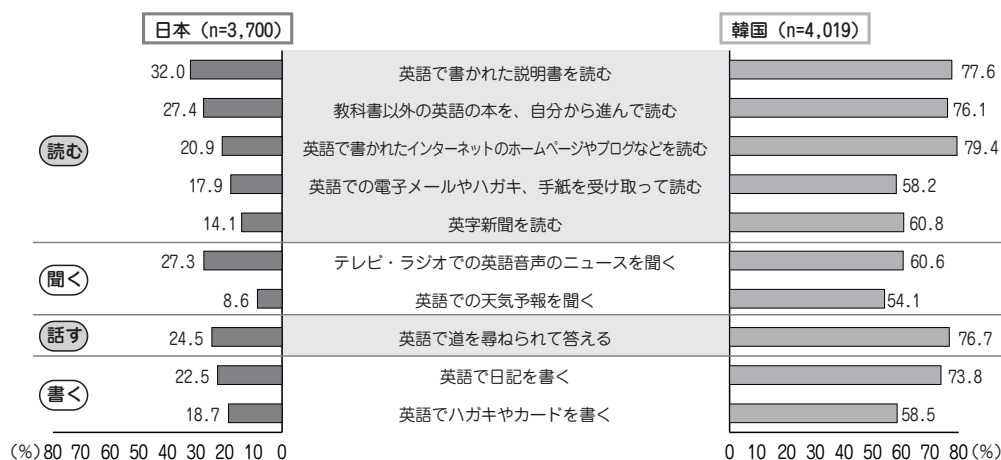 日本（n=3,700）
韓国（n=4,019）
32.0 英語で書かれた説明書を読む 77.6
27.4 教科書以外の英語の本を、自分から進んで読む 76.1
読む
20.9 英語で書かれたインターネットのホームページやブログなどを読む 79.4
17.9 英語での電子メールやハガキ、手紙を受け取って読む 58.2
14.1 英字新聞を読む 60.8
27.3 テレビ・ラジオでの英語音声のニュースを聞く 60.6
聞く
8.6 英語での天気予報を聞く 54.1
話す 24.5 英語で道を尋ねられて答える 76.7
22.5 英語で日記を書く 73.8
書く
18.7 英語でハガキやカードを書く 58.5
(%) 80 70 60 50 40 30 20 10 0
0 10 20 30 40 50 60 70 80 (%)